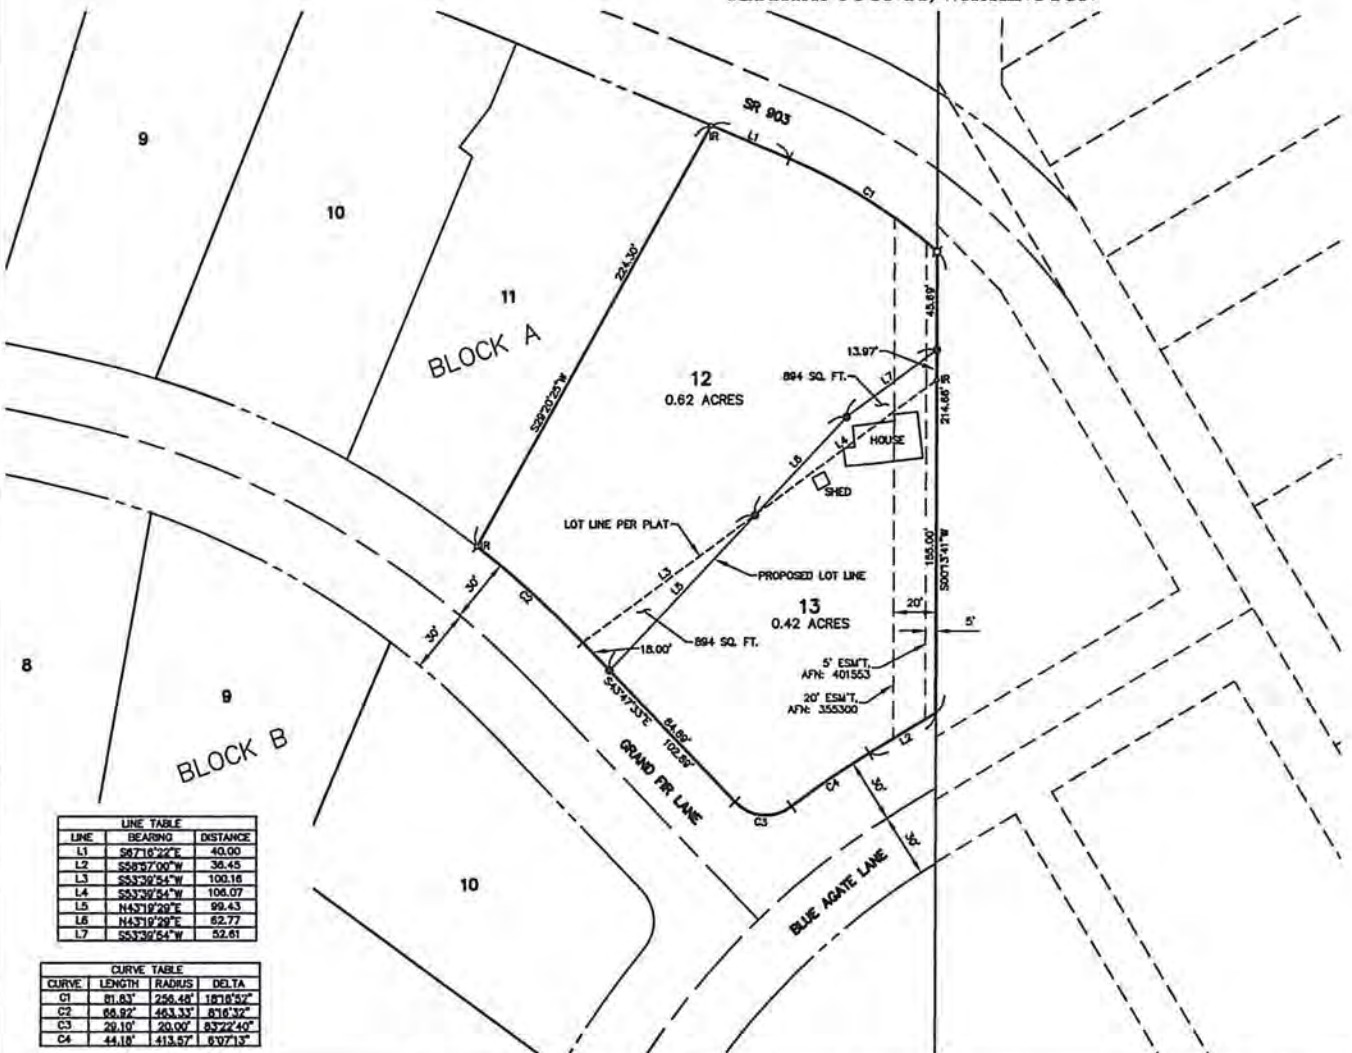 SR 903
L1
C1
9
10
11
BLOCK A
224.30'
S29°20'25"W
12
0.62 ACRES
45.69'
13.97'
L7
894 SQ. FT.
214.66'
L4
HOUSE
L6
SHED
LOT LINE PER PLAT
IR
IR
155.00'
S00°13'41"W
L3
L5
PROPOSED LOT LINE
13
0.42 ACRES
20'
5'
30'
30'
C2
894 SQ. FT.
18.00'
5' ESM'T.
AFN: 401553
20' ESM'T.
AFN: 355300
S43°47'33"E
84.69'
102.69'
GRAND FIR LANE
L2
C4
C3
30'
30'
BLUE AGATE LANE
8
9
BLOCK B
10
LINE TABLE
LINE BEARING DISTANCE
L1 S67°16'22"E 40.00
L2 S58°57'00"W 36.45
L3 S53°39'54"W 100.16
L4 S53°39'54"W 106.07
L5 N43°19'29"E 99.43
L6 N43°19'29"E 62.77
L7 S53°39'54"W 52.61
CURVE TABLE
CURVE LENGTH RADIUS DELTA
C1 81.83' 256.48' 18°16'52"
C2 66.92' 463.33' 8°16'32"
C3 29.10' 20.00' 83°22'40"
C4 44.18' 413.57' 6°07'13"